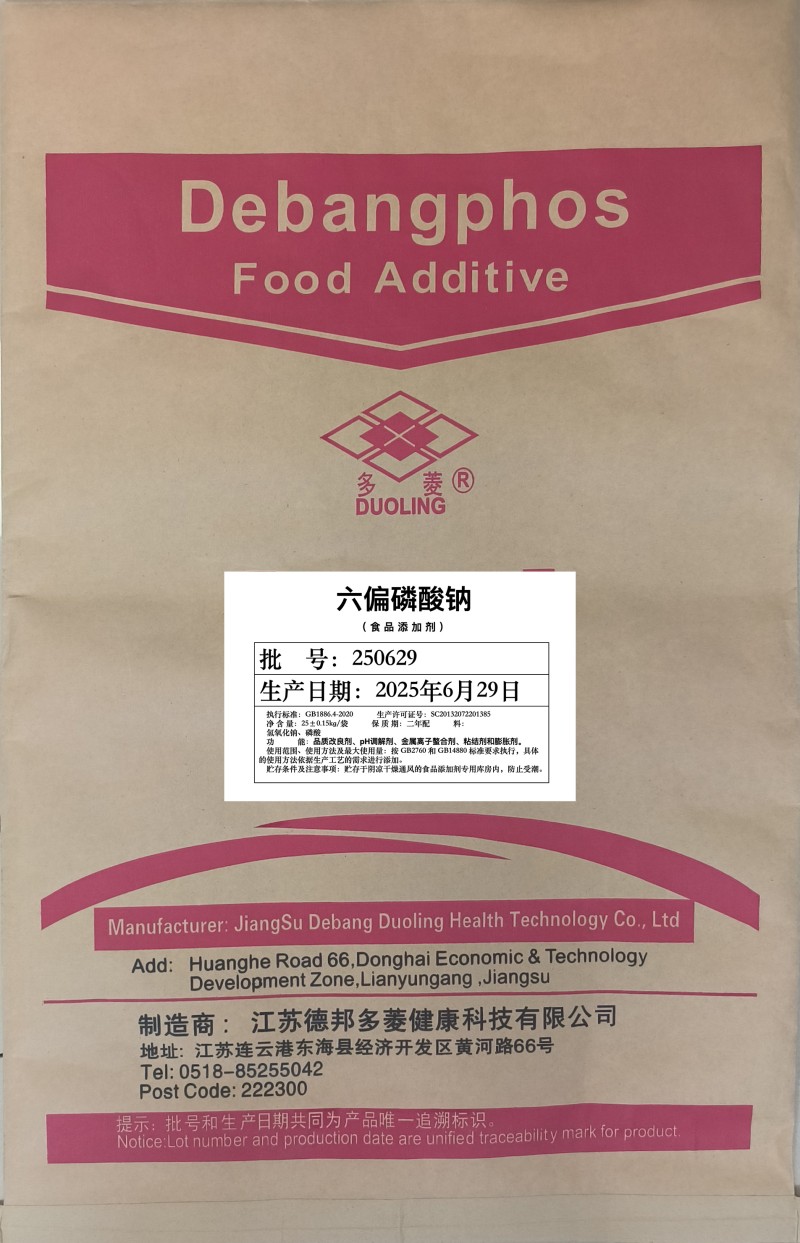 Debangphos
Food Additive
多 菱®
DUOLING
六偏磷酸钠
（食品添加剂）
批 号：250629
生产日期：2025年6月29日
执行标准：GB1886.4-2020 生产许可证号：SC20132072201385
净 含 量：25±0.15kg/袋 保 质 期：二年配 料：
氢氧化钠、磷酸
功 能：品质改良剂、pH调解剂、金属离子螯合剂、粘结剂和膨胀剂。
使用范围、使用方法及最大使用量：按 GB2760 和 GB14880 标准要求执行，具体
的使用方法依据生产工艺的需求进行添加。
贮存条件及注意事项：贮存于阴凉干燥通风的食品添加剂专用库房内，防止受潮。
Manufacturer: JiangSu Debang Duoling Health Technology Co., Ltd
Add: Huanghe Road 66,Donghai Economic & Technology
Development Zone,Lianyungang ,Jiangsu
制造商：江苏德邦多菱健康科技有限公司
地址：江苏连云港东海县经济开发区黄河路66号
Tel: 0518-85255042
Post Code: 222300
提示：批号和生产日期共同为产品唯一追溯标识。
Notice:Lot number and production date are unified traceability mark for product.